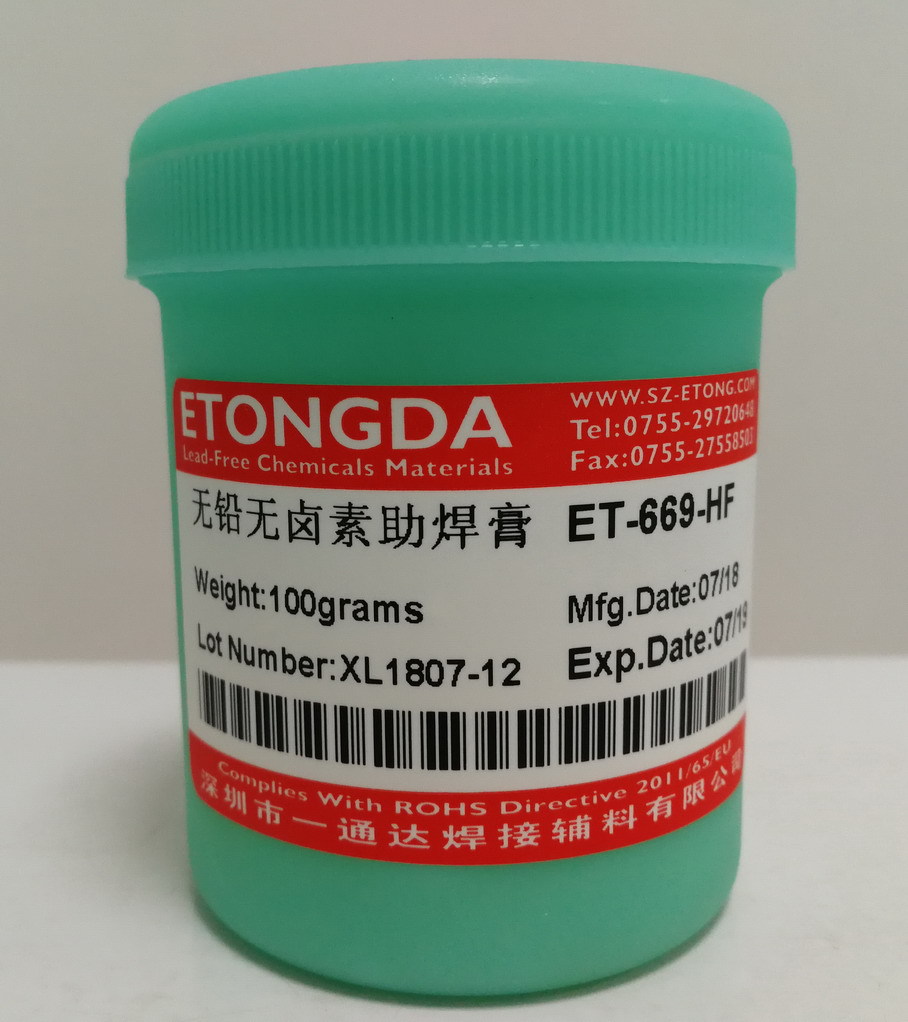 ETONGDA
Lead-Free Chemicals Materials
WWW.SZ-ETONG.COM
Tel:0755-29720648
Fax:0755-27558503
无铅无卤素助焊膏 ET-669-HF
Weight:100grams Mfg.Date:07/18
Lot Number:XL1807-12 Exp.Date:07/19
Complies With ROHS Directive 2011/65/EU
深圳市一通达焊接辅料有限公司